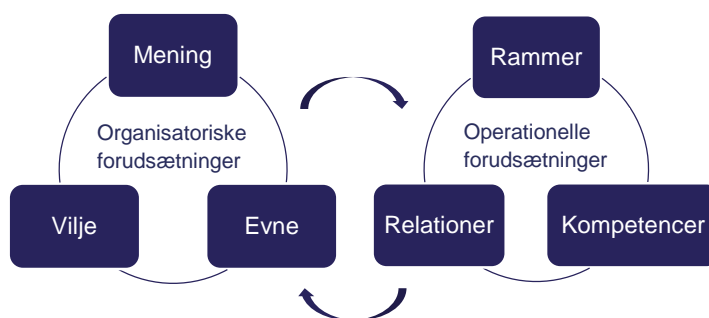 Mening
Organisatoriske
forudsætninger
Vilje
Evne
Rammer
Operationelle
forudsætninger
Relationer
Kompetencer